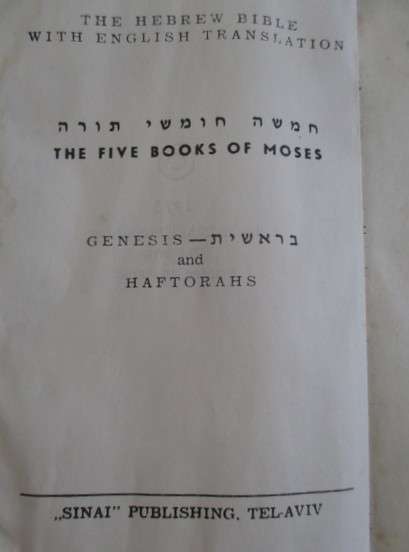 THE HEBREW BIBLE
WITH ENGLISH TRANSLATION
חמשה חומשי תורה
THE FIVE BOOKS OF MOSES
GENESIS — בראשית
and
HAFTORAHS
„SINAI” PUBLISHING, TEL-AVIV